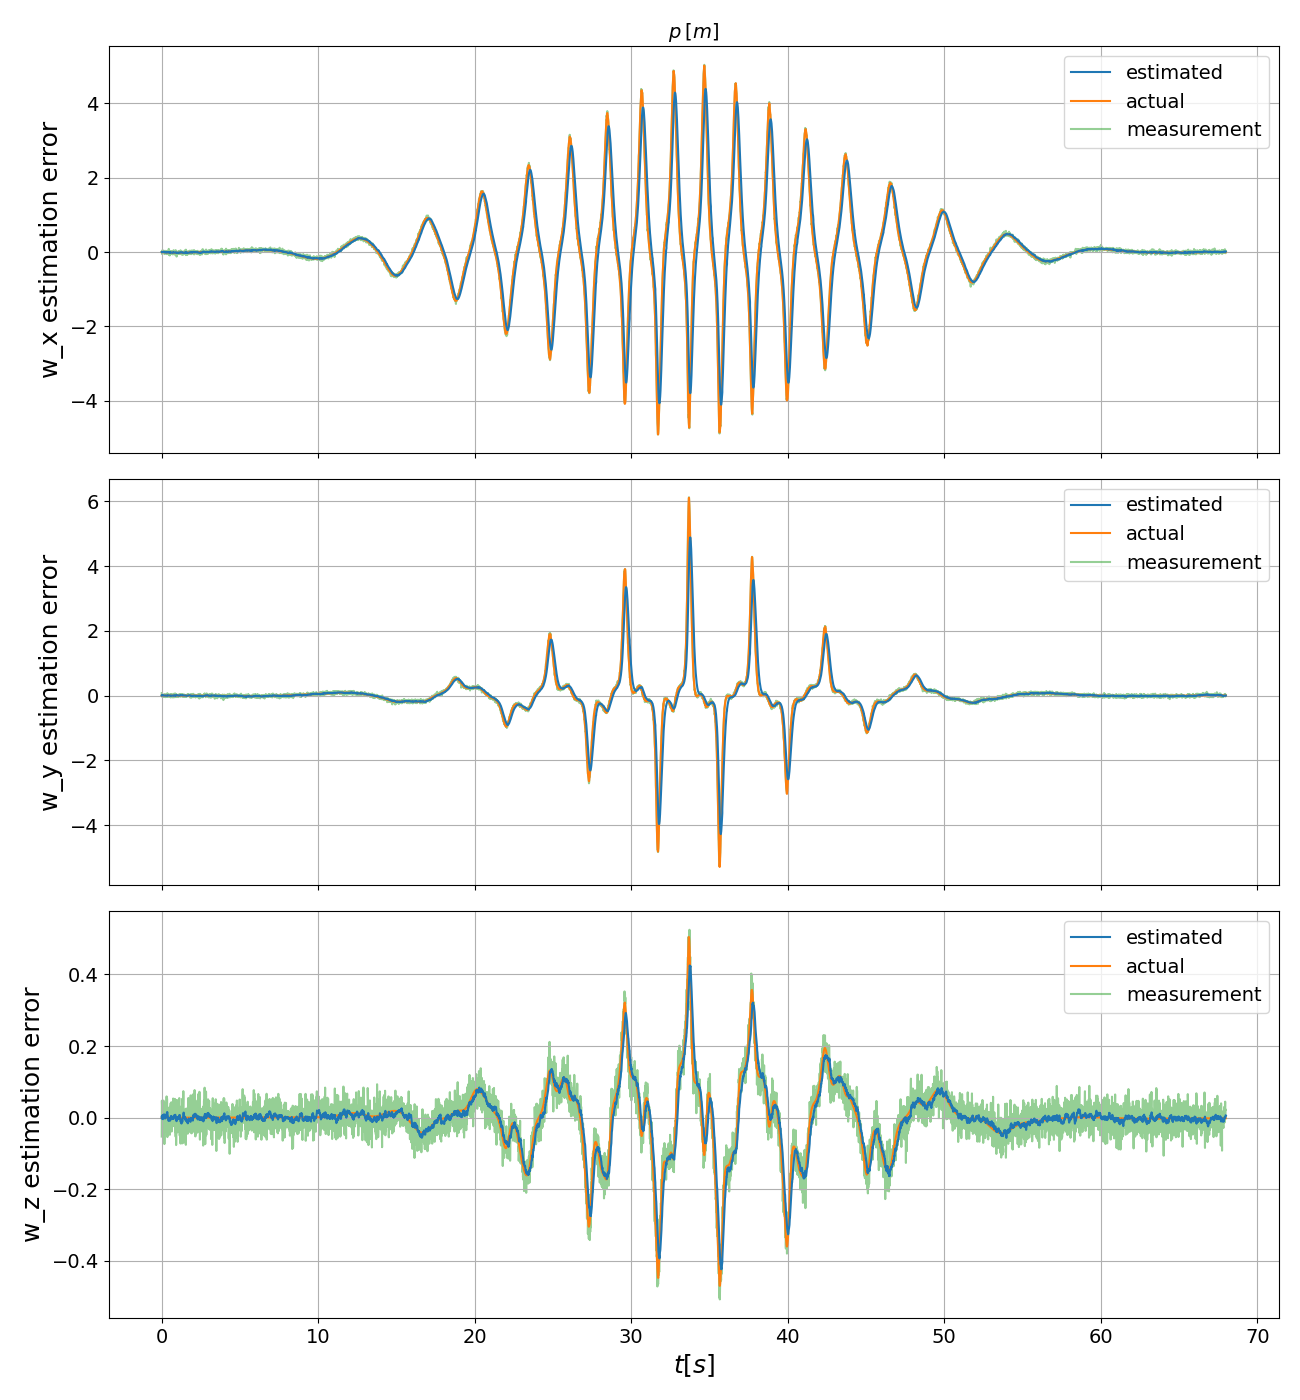 p [m]
estimated
actual
measurement
4
2
0
−2
−4
w_x estimation error
estimated
actual
measurement
6
4
2
0
−2
−4
w_y estimation error
estimated
actual
measurement
0.4
0.2
0.0
−0.2
−0.4
w_z estimation error
0 10 20 30 40 50 60 70
t[s]